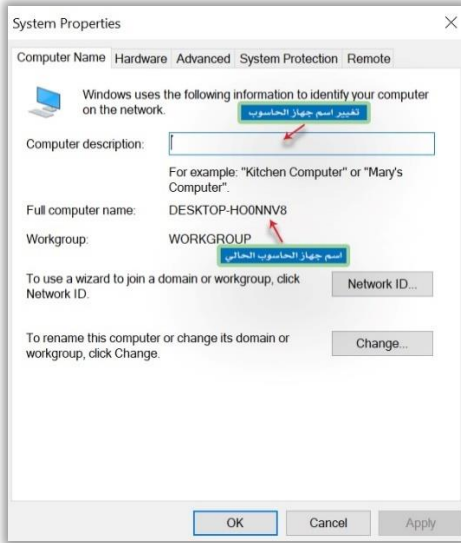 System Properties
Computer Name Hardware Advanced System Protection Remote
Windows uses the following information to identify your computer
on the network.
تغيير اسم جهاز الحاسوب
Computer description:
For example: "Kitchen Computer" or "Mary's
Computer".
Full computer name: DESKTOP-HO0NNV8
Workgroup: WORKGROUP
اسم جهاز الحاسوب الحالي
To use a wizard to join a domain or workgroup, click
Network ID.
Network ID...
To rename this computer or change its domain or
workgroup, click Change.
Change...
OK Cancel Apply